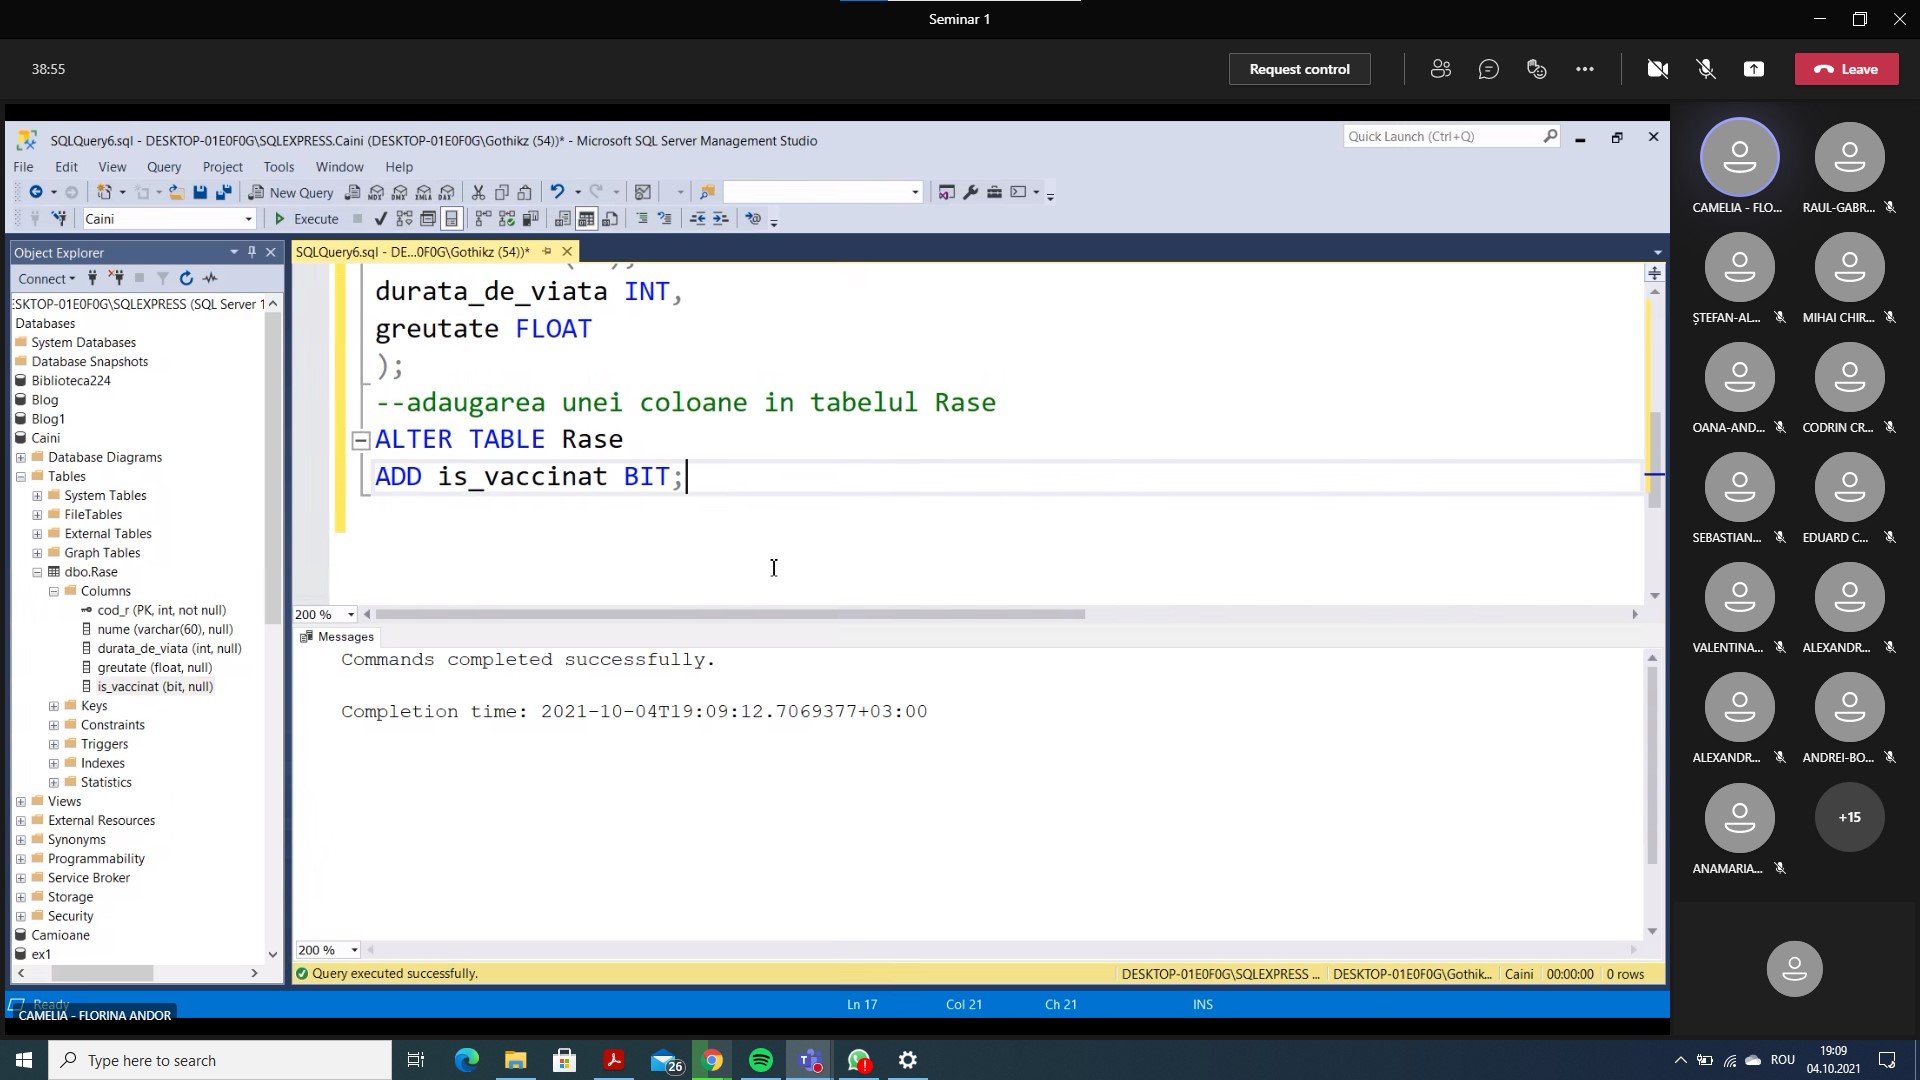 Seminar 1
38:55
Request control
Leave
SQLQuery6.sql - DESKTOP-01E0F0G\SQLEXPRESS.Caini (DESKTOP-01E0F0G\Gothikz (54))* - Microsoft SQL Server Management Studio
Quick Launch (Ctrl+Q)
File Edit View Query Project Tools Window Help
New Query
Caini
Execute
Object Explorer
SQLQuery6.sql - DE...0F0G\Gothikz (54))*
Connect
ESKTOP-01E0F0G\SQLEXPRESS (SQL Server 1
Databases
System Databases
Database Snapshots
Biblioteca224
Blog
Blog1
Caini
Database Diagrams
Tables
System Tables
FileTables
External Tables
Graph Tables
dbo.Rase
Columns
cod_r (PK, int, not null)
nume (varchar(60), null)
durata_de_viata (int, null)
greutate (float, null)
is_vaccinat (bit, null)
Keys
Constraints
Triggers
Indexes
Statistics
Views
External Resources
Synonyms
Programmability
Service Broker
Storage
Security
Camioane
ex1
durata_de_viata INT,
greutate FLOAT
);
--adaugarea unei coloane in tabelul Rase
ALTER TABLE Rase
ADD is_vaccinat BIT;
200 %
Messages
Commands completed successfully.
Completion time: 2021-10-04T19:09:12.7069377+03:00
200 %
Query executed successfully.
DESKTOP-01E0F0G\SQLEXPRESS ... DESKTOP-01E0F0G\Gothik... Caini 00:00:00 0 rows
Ready
Ln 17 Col 21 Ch 21 INS
CAMELIA - FLORINA ANDOR
CAMELIA - FLO...
RAUL-GABR...
ȘTEFAN-AL...
MIHAI CHIR...
OANA-AND...
CODRIN CR...
SEBASTIAN...
EDUARD C...
VALENTINA...
ALEXANDR...
ALEXANDR...
ANDREI-BO...
ANAMARIA...
+15
Type here to search
26
ROU
19:09
04.10.2021